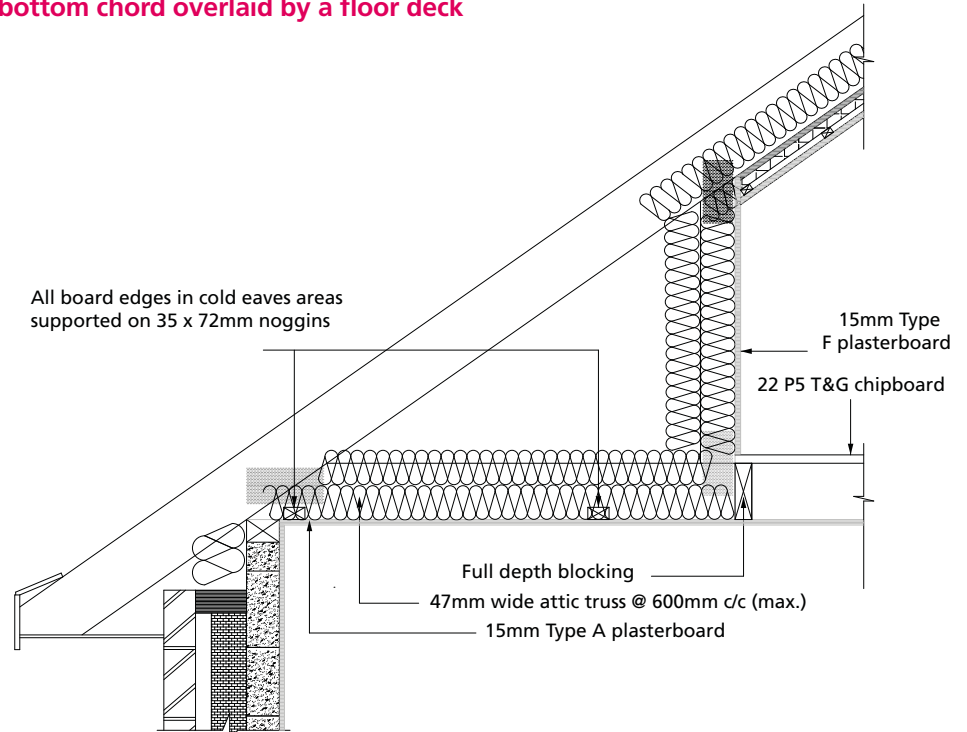 bottom chord overlaid by a floor deck
All board edges in cold eaves areas
supported on 35 x 72mm noggins
15mm Type
F plasterboard
22 P5 T&G chipboard
Full depth blocking
47mm wide attic truss @ 600mm c/c (max.)
15mm Type A plasterboard